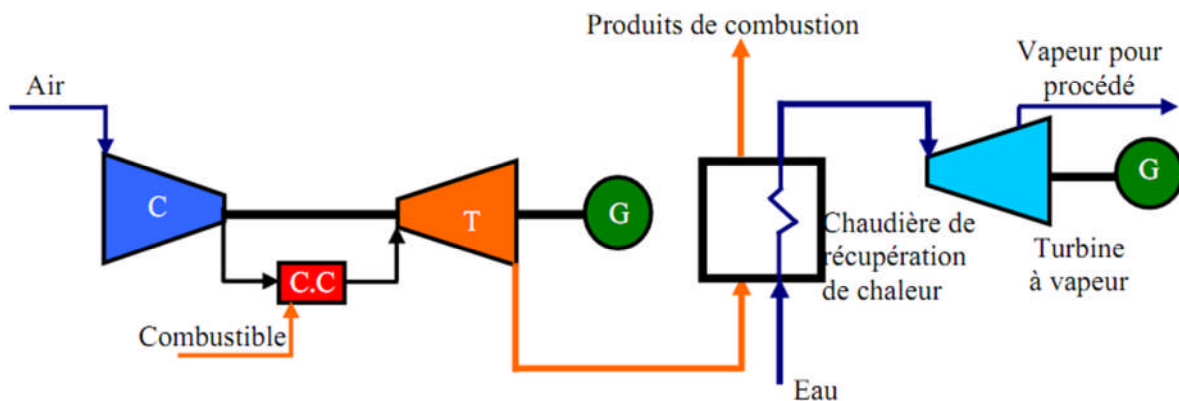 Produits de combustion
Vapeur pour
procédé
Air
C
T
G
G
C.C
Chaudière de
récupération
de chaleur
Turbine
à vapeur
Combustible
Eau